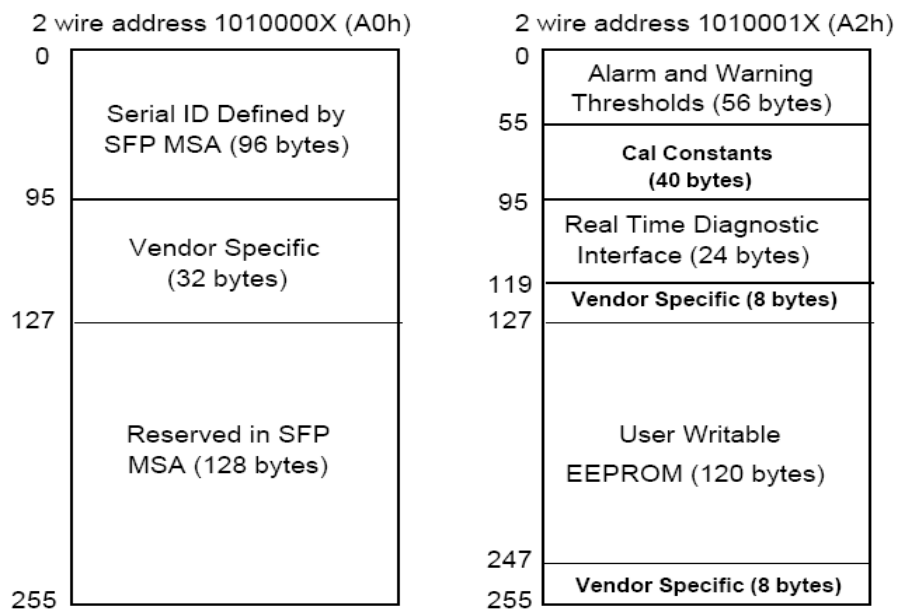 2 wire address 1010000X (A0h)
0
Serial ID Defined by
SFP MSA (96 bytes)
95
Vendor Specific
(32 bytes)
127
Reserved in SFP
MSA (128 bytes)
255
2 wire address 1010001X (A2h)
0
Alarm and Warning
Thresholds (56 bytes)
55
Cal Constants
(40 bytes)
95
Real Time Diagnostic
Interface (24 bytes)
119
Vendor Specific (8 bytes)
127
User Writable
EEPROM (120 bytes)
247
Vendor Specific (8 bytes)
255